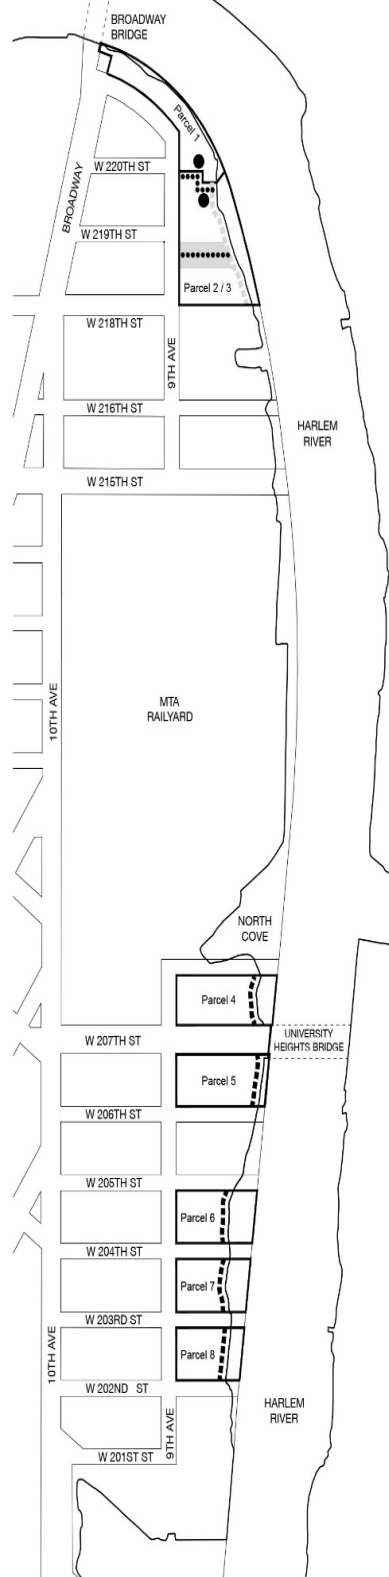 BROADWAY
BRIDGE
Parcel 1
W 220TH ST
BROADWAY
W 219TH ST
Parcel 2 / 3
W 218TH ST
9TH AVE
W 216TH ST
HARLEM
RIVER
W 215TH ST
10TH AVE
MTA
RAILYARD
NORTH
COVE
Parcel 4
UNIVERSITY
HEIGHTS BRIDGE
W 207TH ST
Parcel 5
W 206TH ST
W 205TH ST
Parcel 6
W 204TH ST
Parcel 7
W 203RD ST
10TH AVE
Parcel 8
W 202ND ST
HARLEM
RIVER
9TH AVE
W 201ST ST